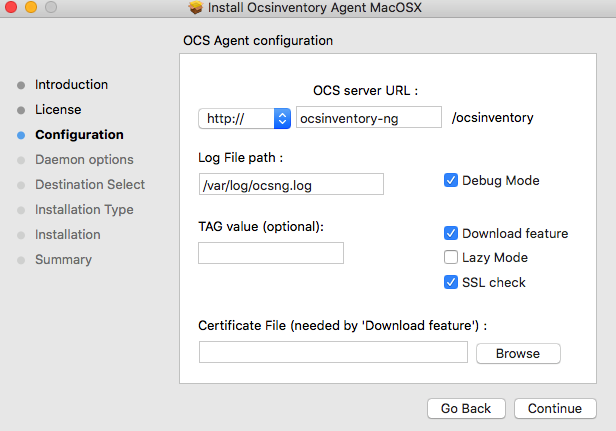 Install Ocsinventory Agent MacOSX
OCS Agent configuration
Introduction
License
Configuration
Daemon options
Destination Select
Installation Type
Installation
Summary
OCS server URL :
http:// ocsinventory-ng /ocsinventory
Log File path :
/var/log/ocsng.log
Debug Mode
TAG value (optional):
Download feature
Lazy Mode
SSL check
Certificate File (needed by 'Download feature') :
Browse
Go Back Continue